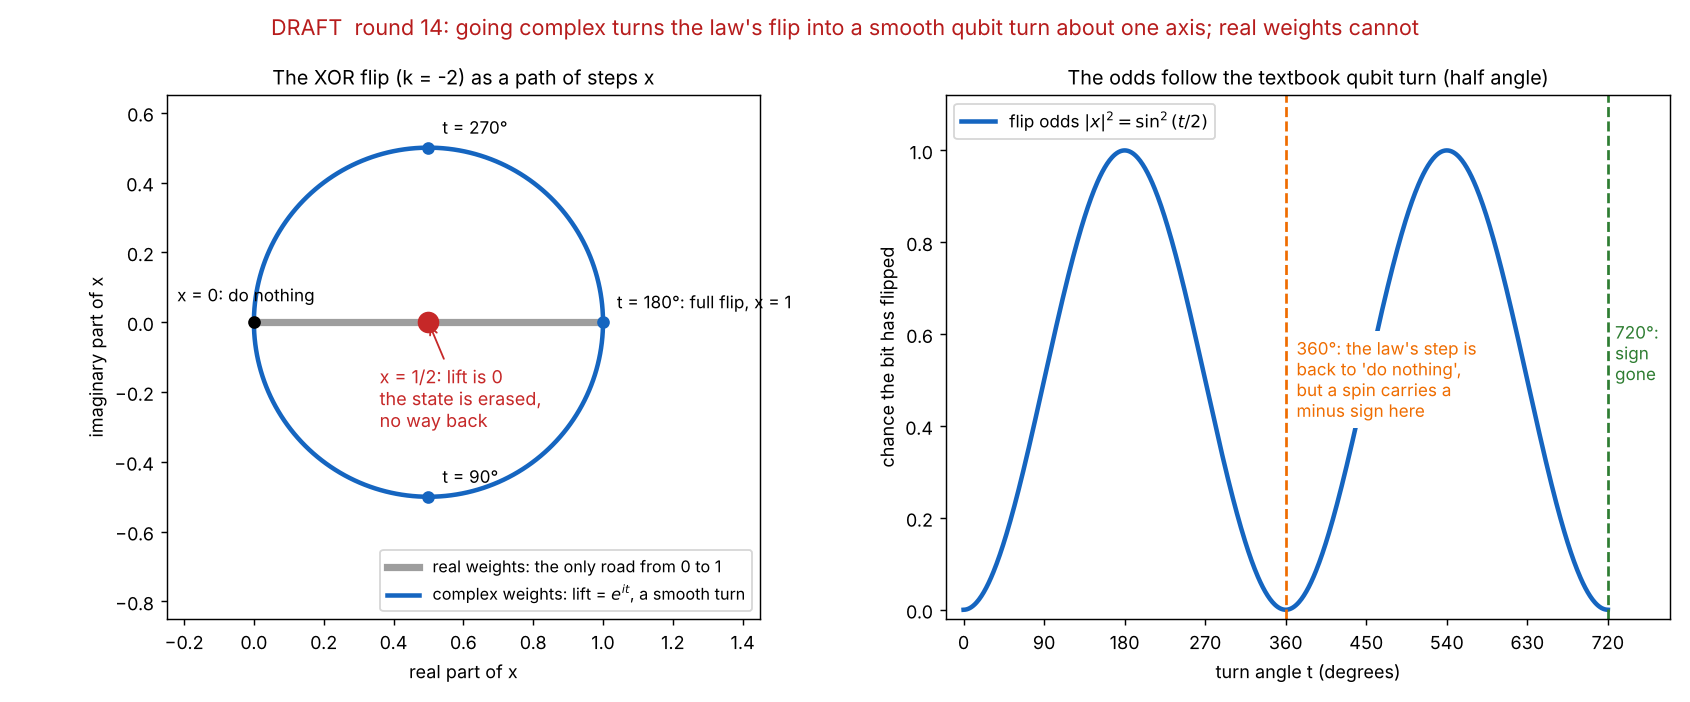 DRAFT  round 14: going complex turns the law's flip into a smooth qubit turn about one axis; real weights cannot
The XOR flip (k = -2) as a path of steps x
0.6
0.4
0.2
0.0
−0.2
−0.4
−0.6
−0.8
imaginary part of x
t = 270°
x = 0: do nothing
t = 180°: full flip, x = 1
x = 1/2: lift is 0
the state is erased,
no way back
t = 90°
real weights: the only road from 0 to 1
complex weights: lift = e^{it}, a smooth turn
−0.2 0.0 0.2 0.4 0.6 0.8 1.0 1.2 1.4
real part of x
The odds follow the textbook qubit turn (half angle)
flip odds |x|² = sin² (t/2)
1.0
0.8
0.6
0.4
0.2
0.0
chance the bit has flipped
360°: the law's step is
back to 'do nothing',
but a spin carries a
minus sign here
720°:
sign
gone
0 90 180 270 360 450 540 630 720
turn angle t (degrees)